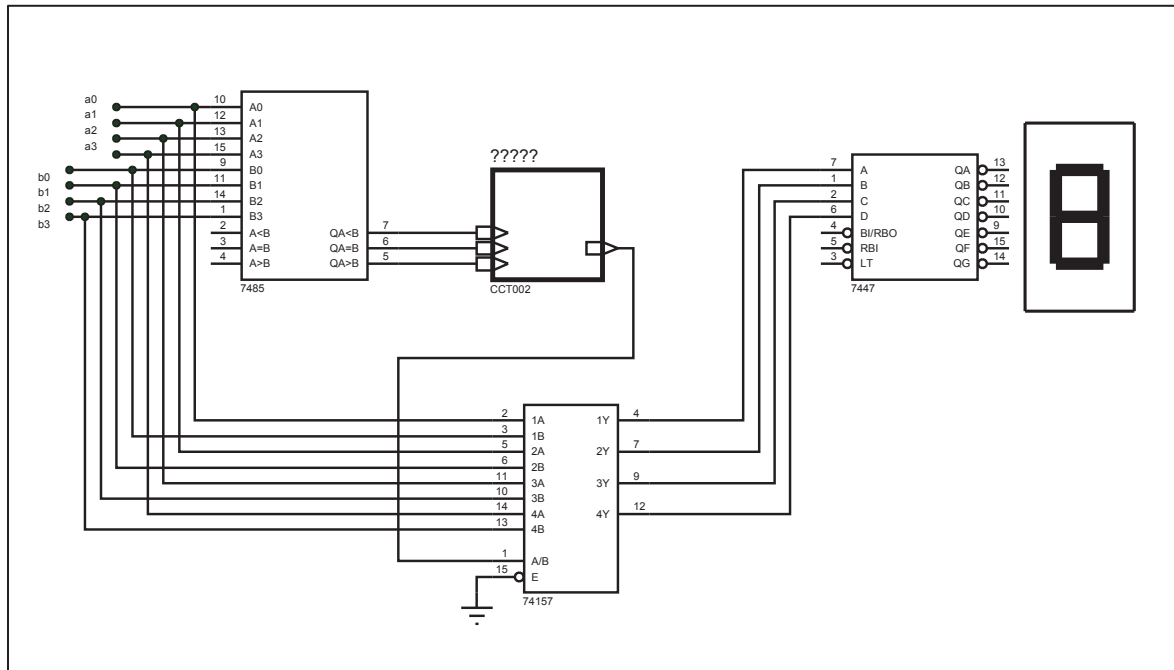 a0
a1
a2
a3
b0
b1
b2
b3
10
12
13
15
9
11
14
1
2
3
4
A0
A1
A2
A3
B0
B1
B2
B3
A<B
A=B
A>B
QA<B
QA=B
QA>B
7
6
5
7485
?????
CCT002
7
1
2
6
4
5
3
A
B
C
D
BI/RBO
RBI
LT
QA
QB
QC
QD
QE
QF
QG
13
12
11
10
9
15
14
7447
2
3
5
6
11
10
14
13
1
15
1A
1B
2A
2B
3A
3B
4A
4B
A/B
E
1Y
2Y
3Y
4Y
4
7
9
12
74157